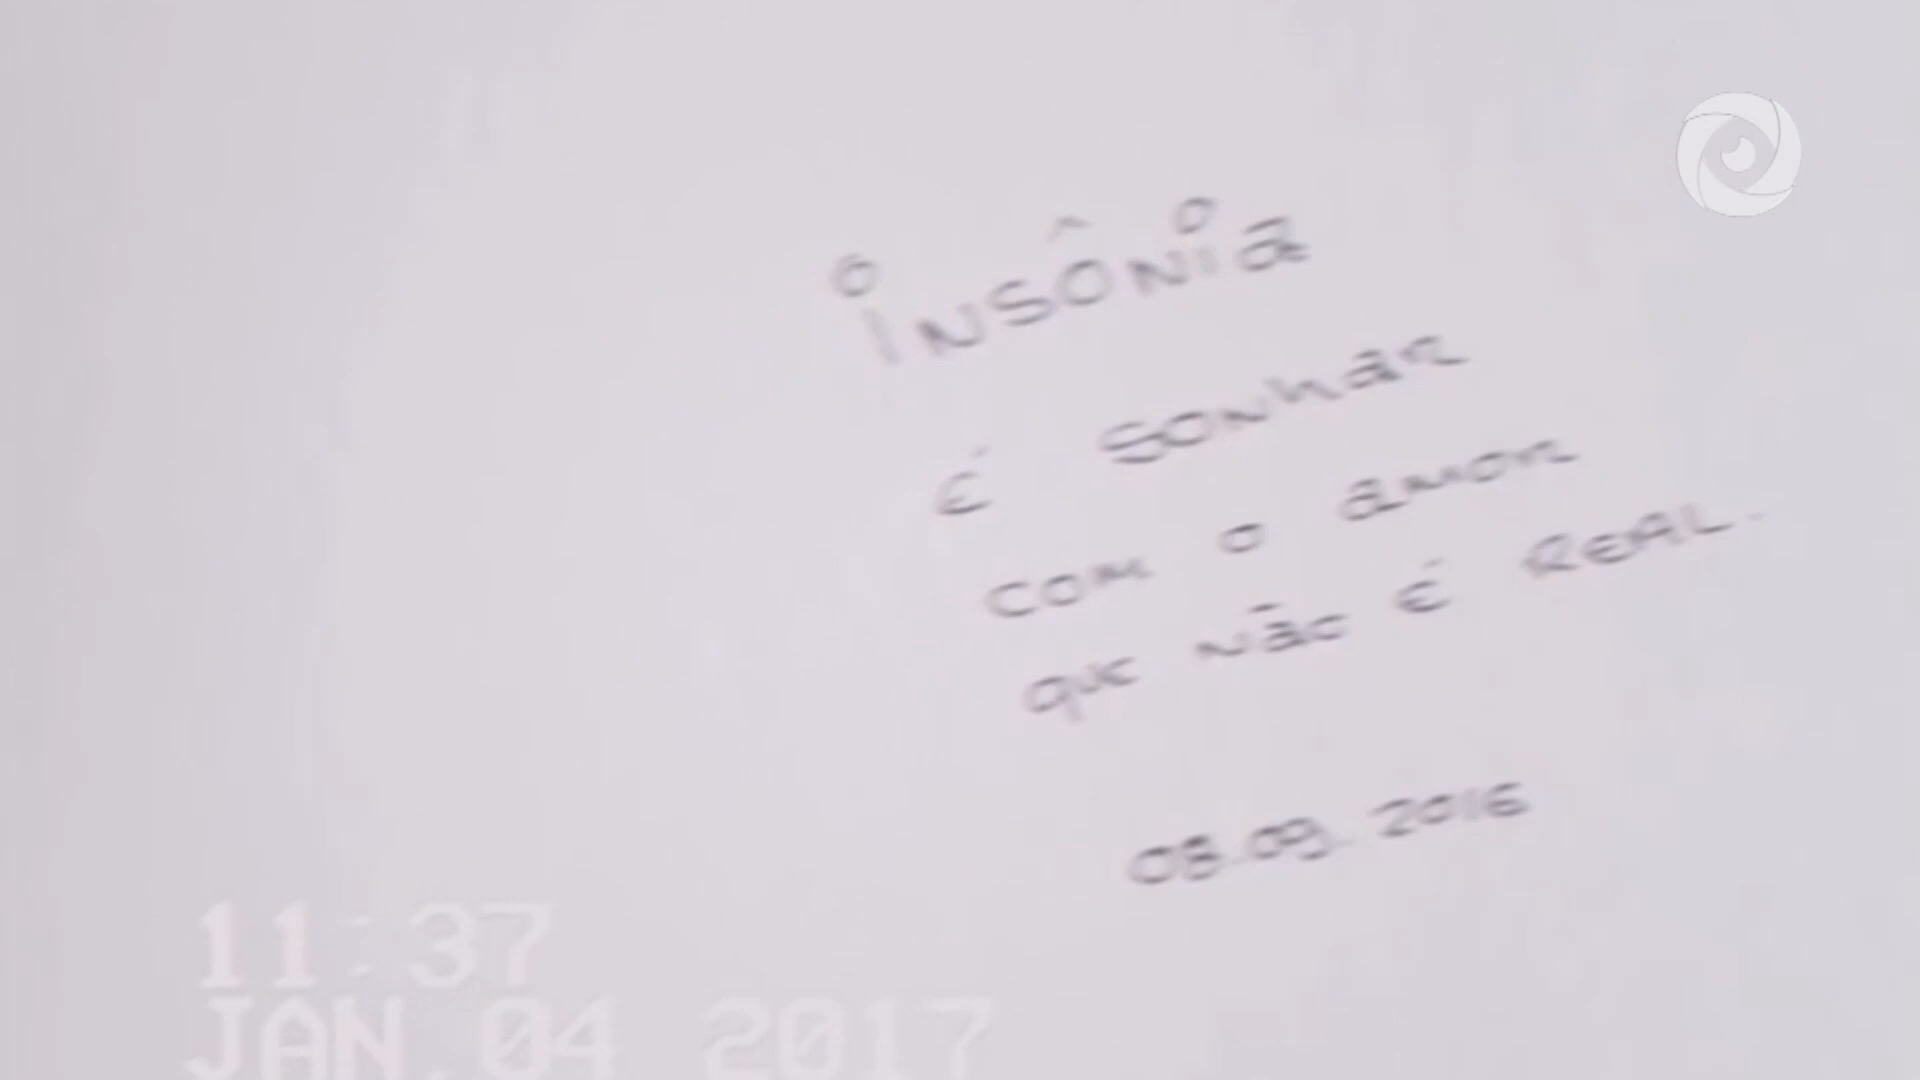 insônia
É sonhar
com o amor
que não É REAL.
08.09.2016
11:37
JAN.04 2017